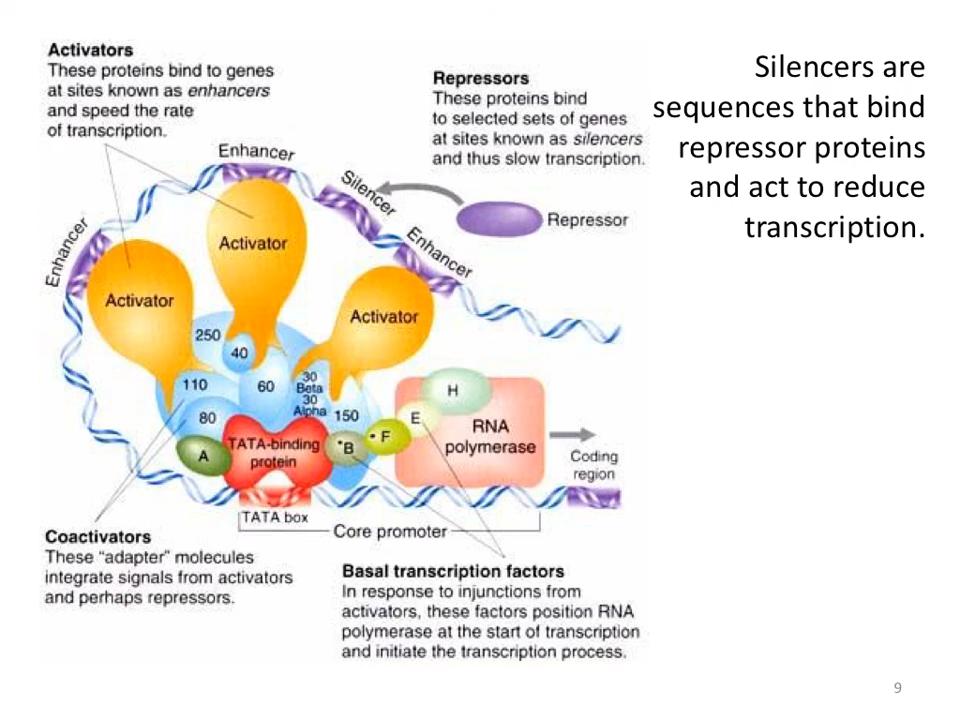 Activators
These proteins bind to genes
at sites known as enhancers
and speed the rate
of transcription.
Repressors
These proteins bind
to selected sets of genes
at sites known as silencers
and thus slow transcription.
Silencers are
sequences that bind
repressor proteins
and act to reduce
transcription.
Enhancer
Silencer
Repressor
Enhancer
Enhancer
Activator
Activator
Activator
250
40
110
60
30
Beta
30
Alpha
150
80
A
TATA-binding
protein
•B
•F
E
H
RNA
polymerase
Coding
region
TATA box
Core promoter
Coactivators
These “adapter” molecules
integrate signals from activators
and perhaps repressors.
Basal transcription factors
In response to injunctions from
activators, these factors position RNA
polymerase at the start of transcription
and initiate the transcription process.
9